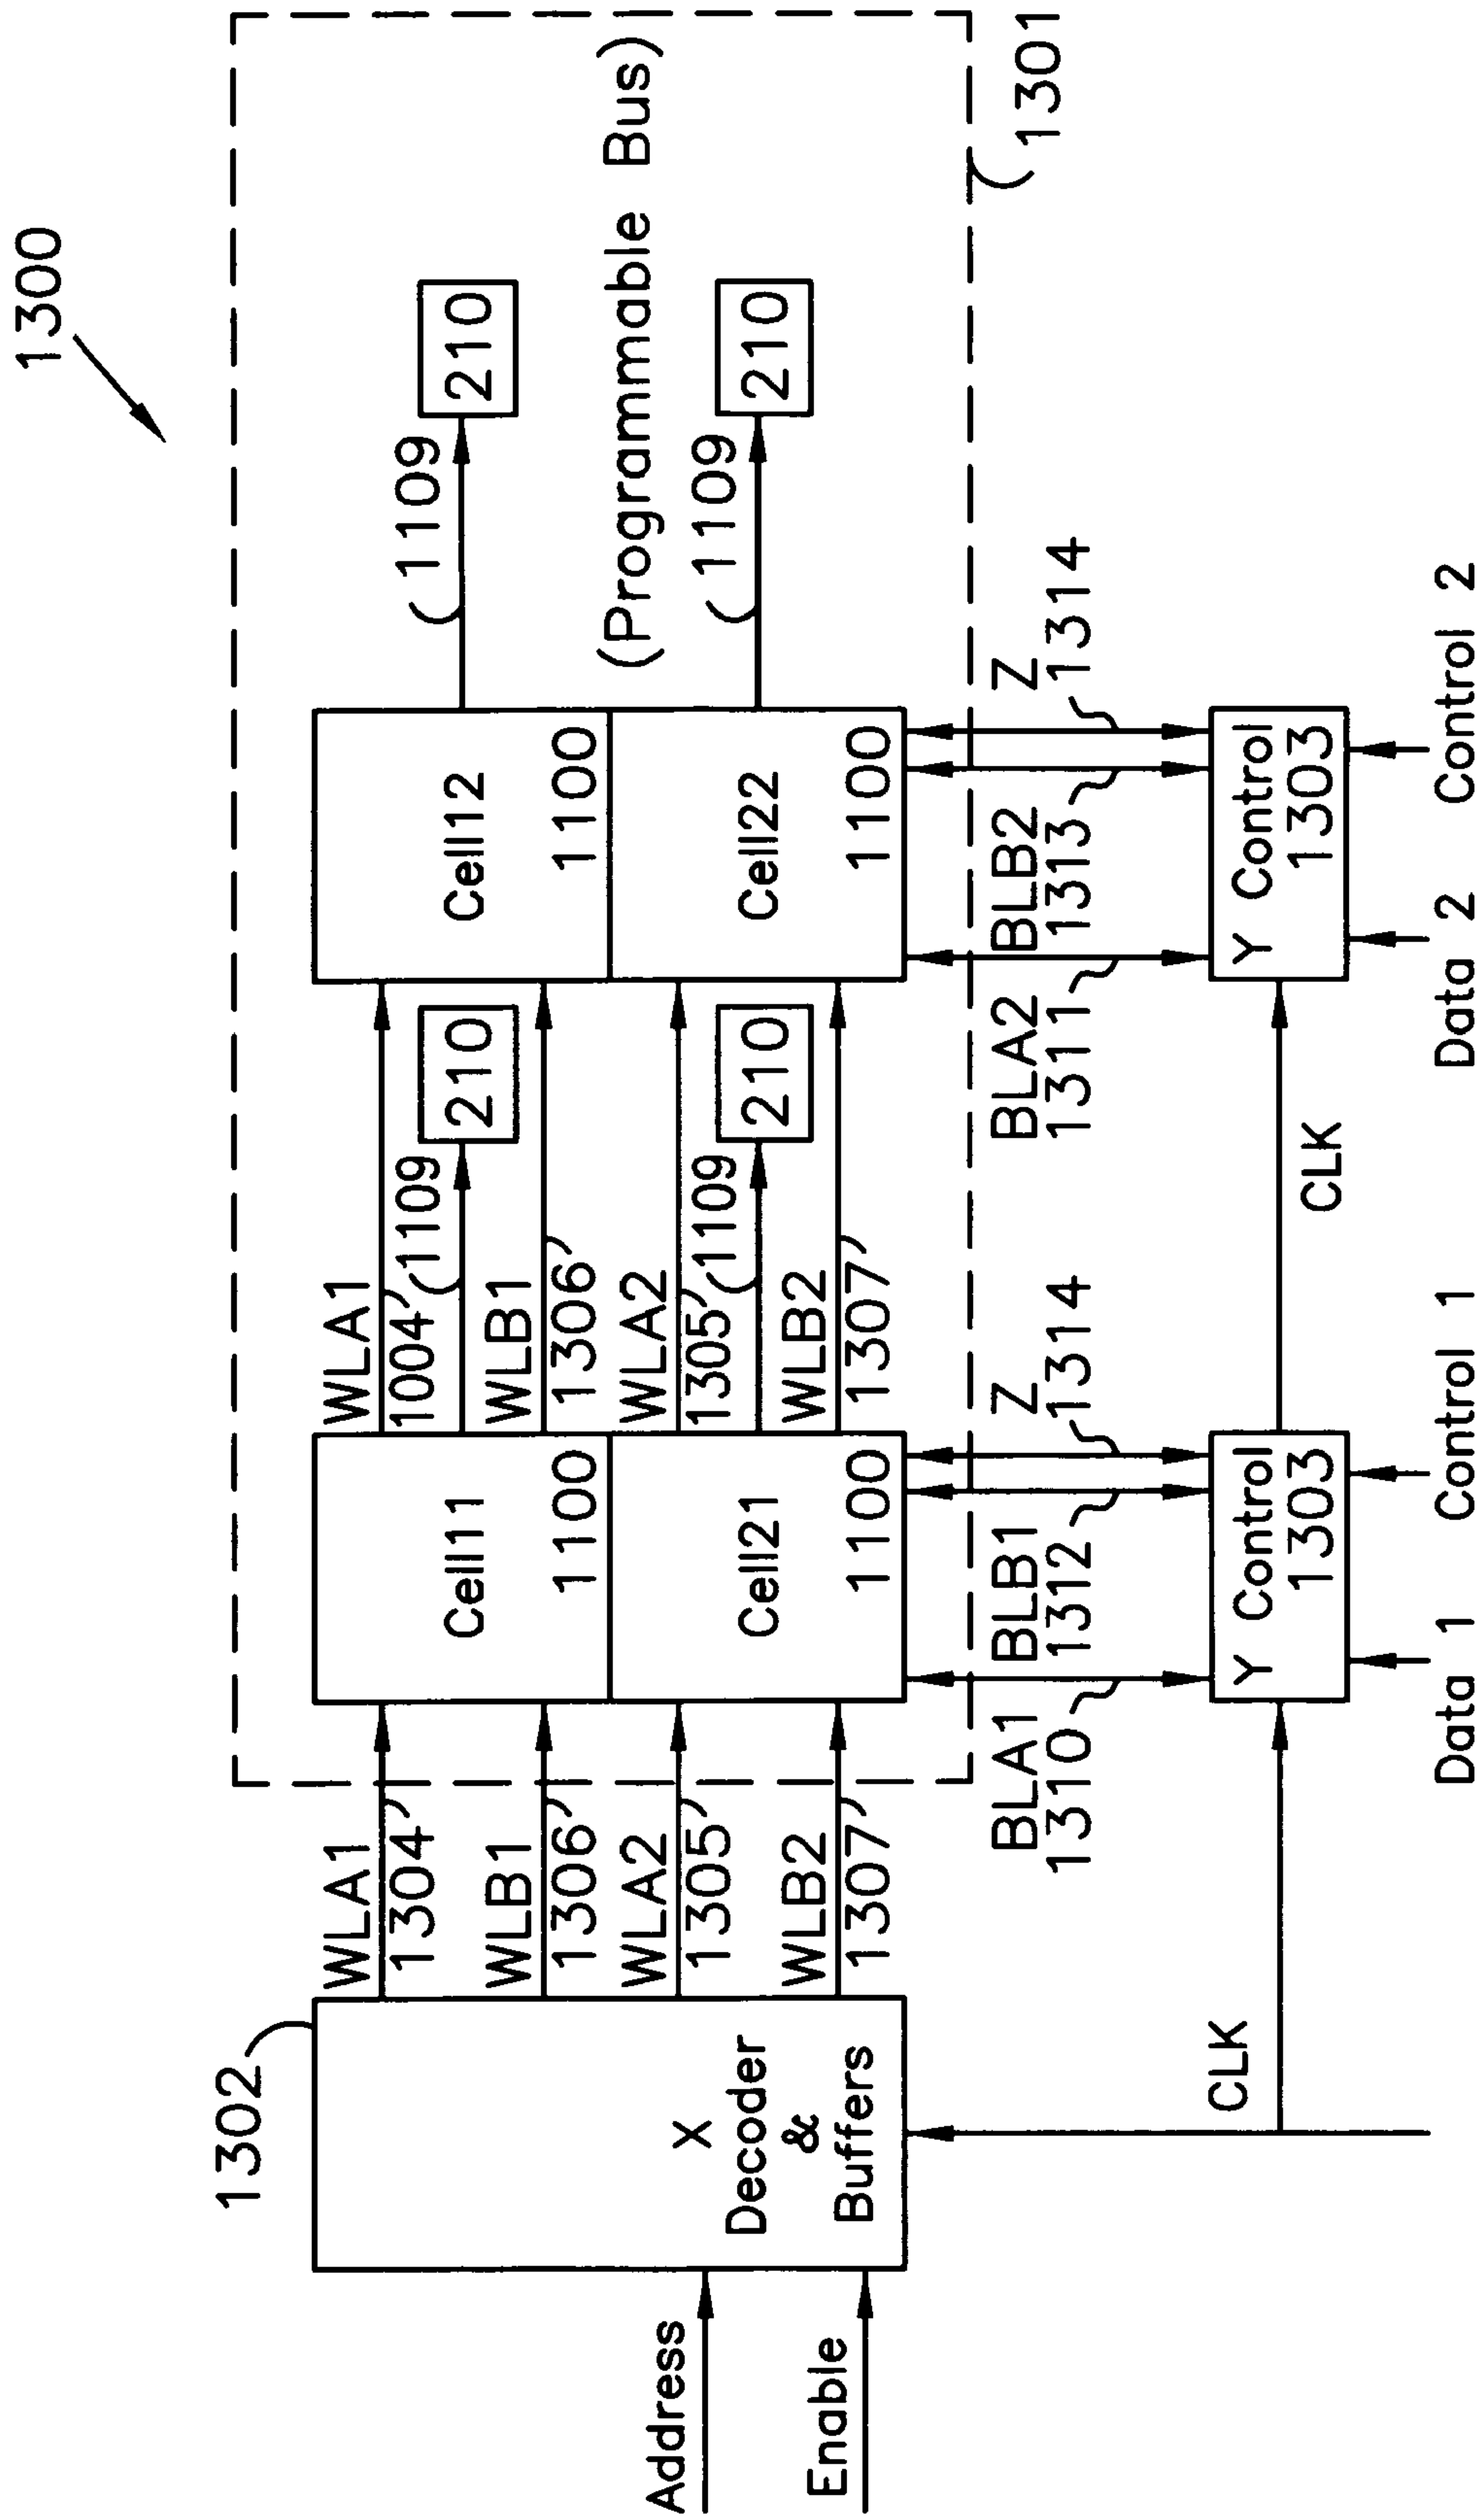 1300
1302
WLA1
1304
WLA1
1004
Cell11
1100
1109
210
Cell12
1100
1109
210
WLB1
1306
WLB1
1306
(Programmable Bus)
X
Decoder
&
Buffers
WLA2
1305
WLA2
1305
Cell21
1100
1109
210
Cell22
1100
1109
210
WLB2
1307
WLB2
1307
Address
Enable
1301
BLA1
1310
BLB1
1312
Z
1314
BLA2
1311
BLB2
1313
Z
1314
CLK
Y Control
1303
CLK
Y Control
1303
Data 1
Control 1
Data 2
Control 2